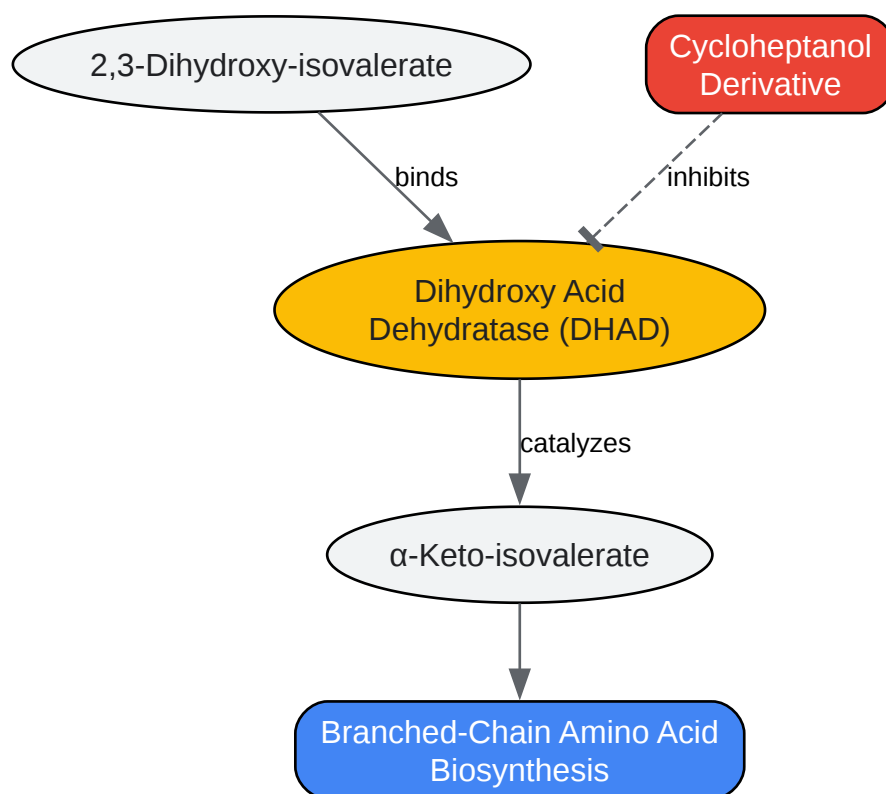 2,3-Dihydroxy-isovalerate
Cycloheptanol
Derivative
binds
inhibits
Dihydroxy Acid
Dehydratase (DHAD)
catalyzes
α-Keto-isovalerate
Branched-Chain Amino Acid
Biosynthesis